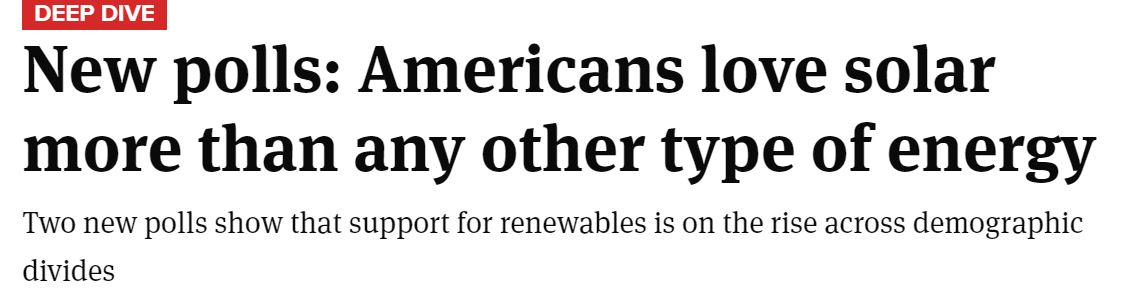 DEEP DIVE
New polls: Americans love solar
more than any other type of energy
Two new polls show that support for renewables is on the rise across demographic
divides